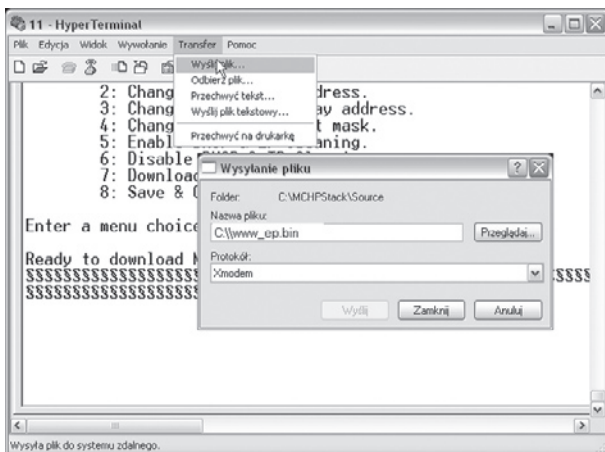 11 - HyperTerminal
Plik Edycja Widok Wywołanie Transfer Pomoc
Wyślij plik...
Odbierz plik...
Przechwyć tekst...
Wyślij plik tekstowy...
Przechwyć na drukarkę
2: Chang dress.
3: Chang ay address.
4: Chang t mask.
5: Enabl aning.
6: Disable
7: Download
8: Save &
Enter a menu choice
Ready to download M
§§§§§§§§§§§§§§§§§§§§ §§§§
§§§§§§§§§§§§§§§§§§§§
Wysyłanie pliku
Folder: C:\MCHPStack\Source
Nazwa pliku:
C:\\www_ep.bin
Przeglądaj...
Protokół:
Xmodem
Wyślij Zamknij Anuluj
Wysyła plik do systemu zdalnego.